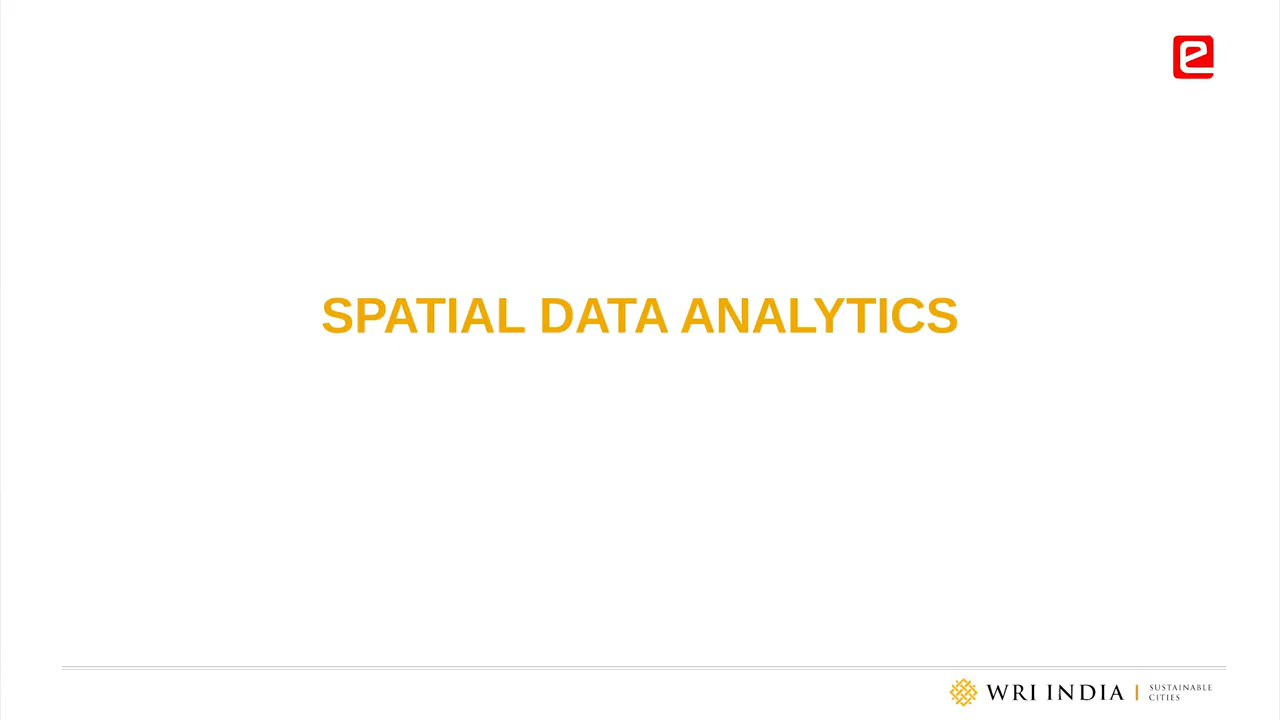 e
SPATIAL DATA ANALYTICS
WRI INDIA | SUSTAINABLE
CITIES